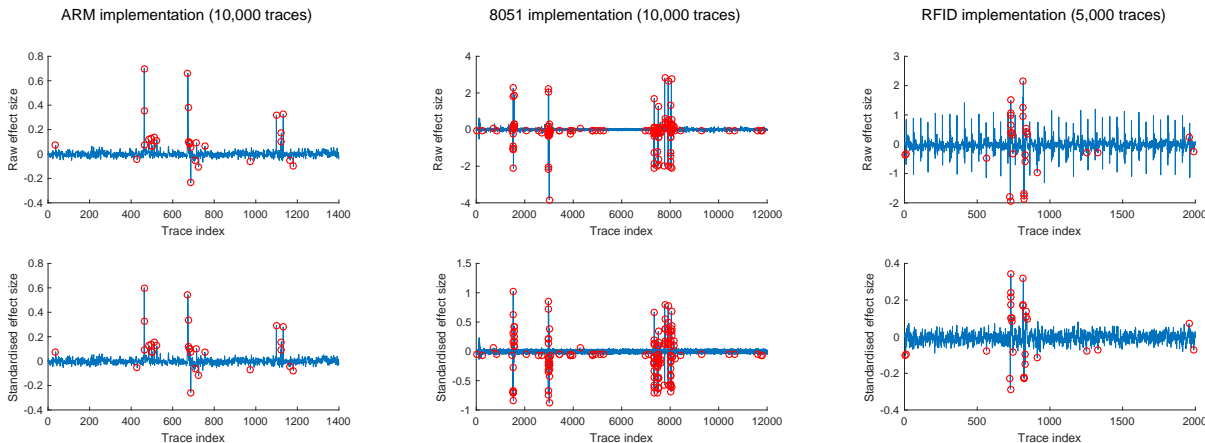 ARM implementation (10,000 traces)
8051 implementation (10,000 traces)
RFID implementation (5,000 traces)
Raw effect size
0.8
0.6
0.4
0.2
0
-0.2
-0.4
0 200 400 600 800 1000 1200 1400
Trace index
Raw effect size
4
2
0
-2
-4
0 2000 4000 6000 8000 10000 12000
Trace index
Raw effect size
3
2
1
0
-1
-2
0 500 1000 1500 2000
Trace index
Standardised effect size
0.8
0.6
0.4
0.2
0
-0.2
-0.4
0 200 400 600 800 1000 1200 1400
Trace index
Standardised effect size
1.5
1
0.5
0
-0.5
-1
0 2000 4000 6000 8000 10000 12000
Trace index
Standardised effect size
0.4
0.2
0
-0.2
-0.4
0 500 1000 1500 2000
Trace index